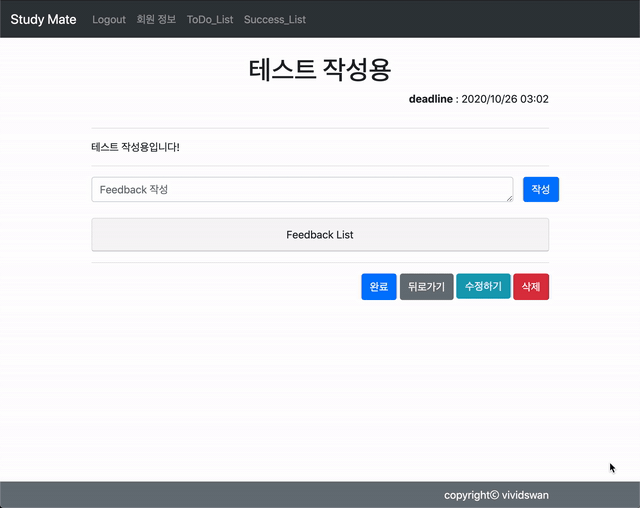 Study Mate Logout 회원 정보 ToDo_List Success_List
테스트 작성용
deadline : 2020/10/26 03:02
테스트 작성용입니다!
Feedback 작성 작성
Feedback List
완료 뒤로가기 수정하기 삭제
copyrightⓒ vividswan